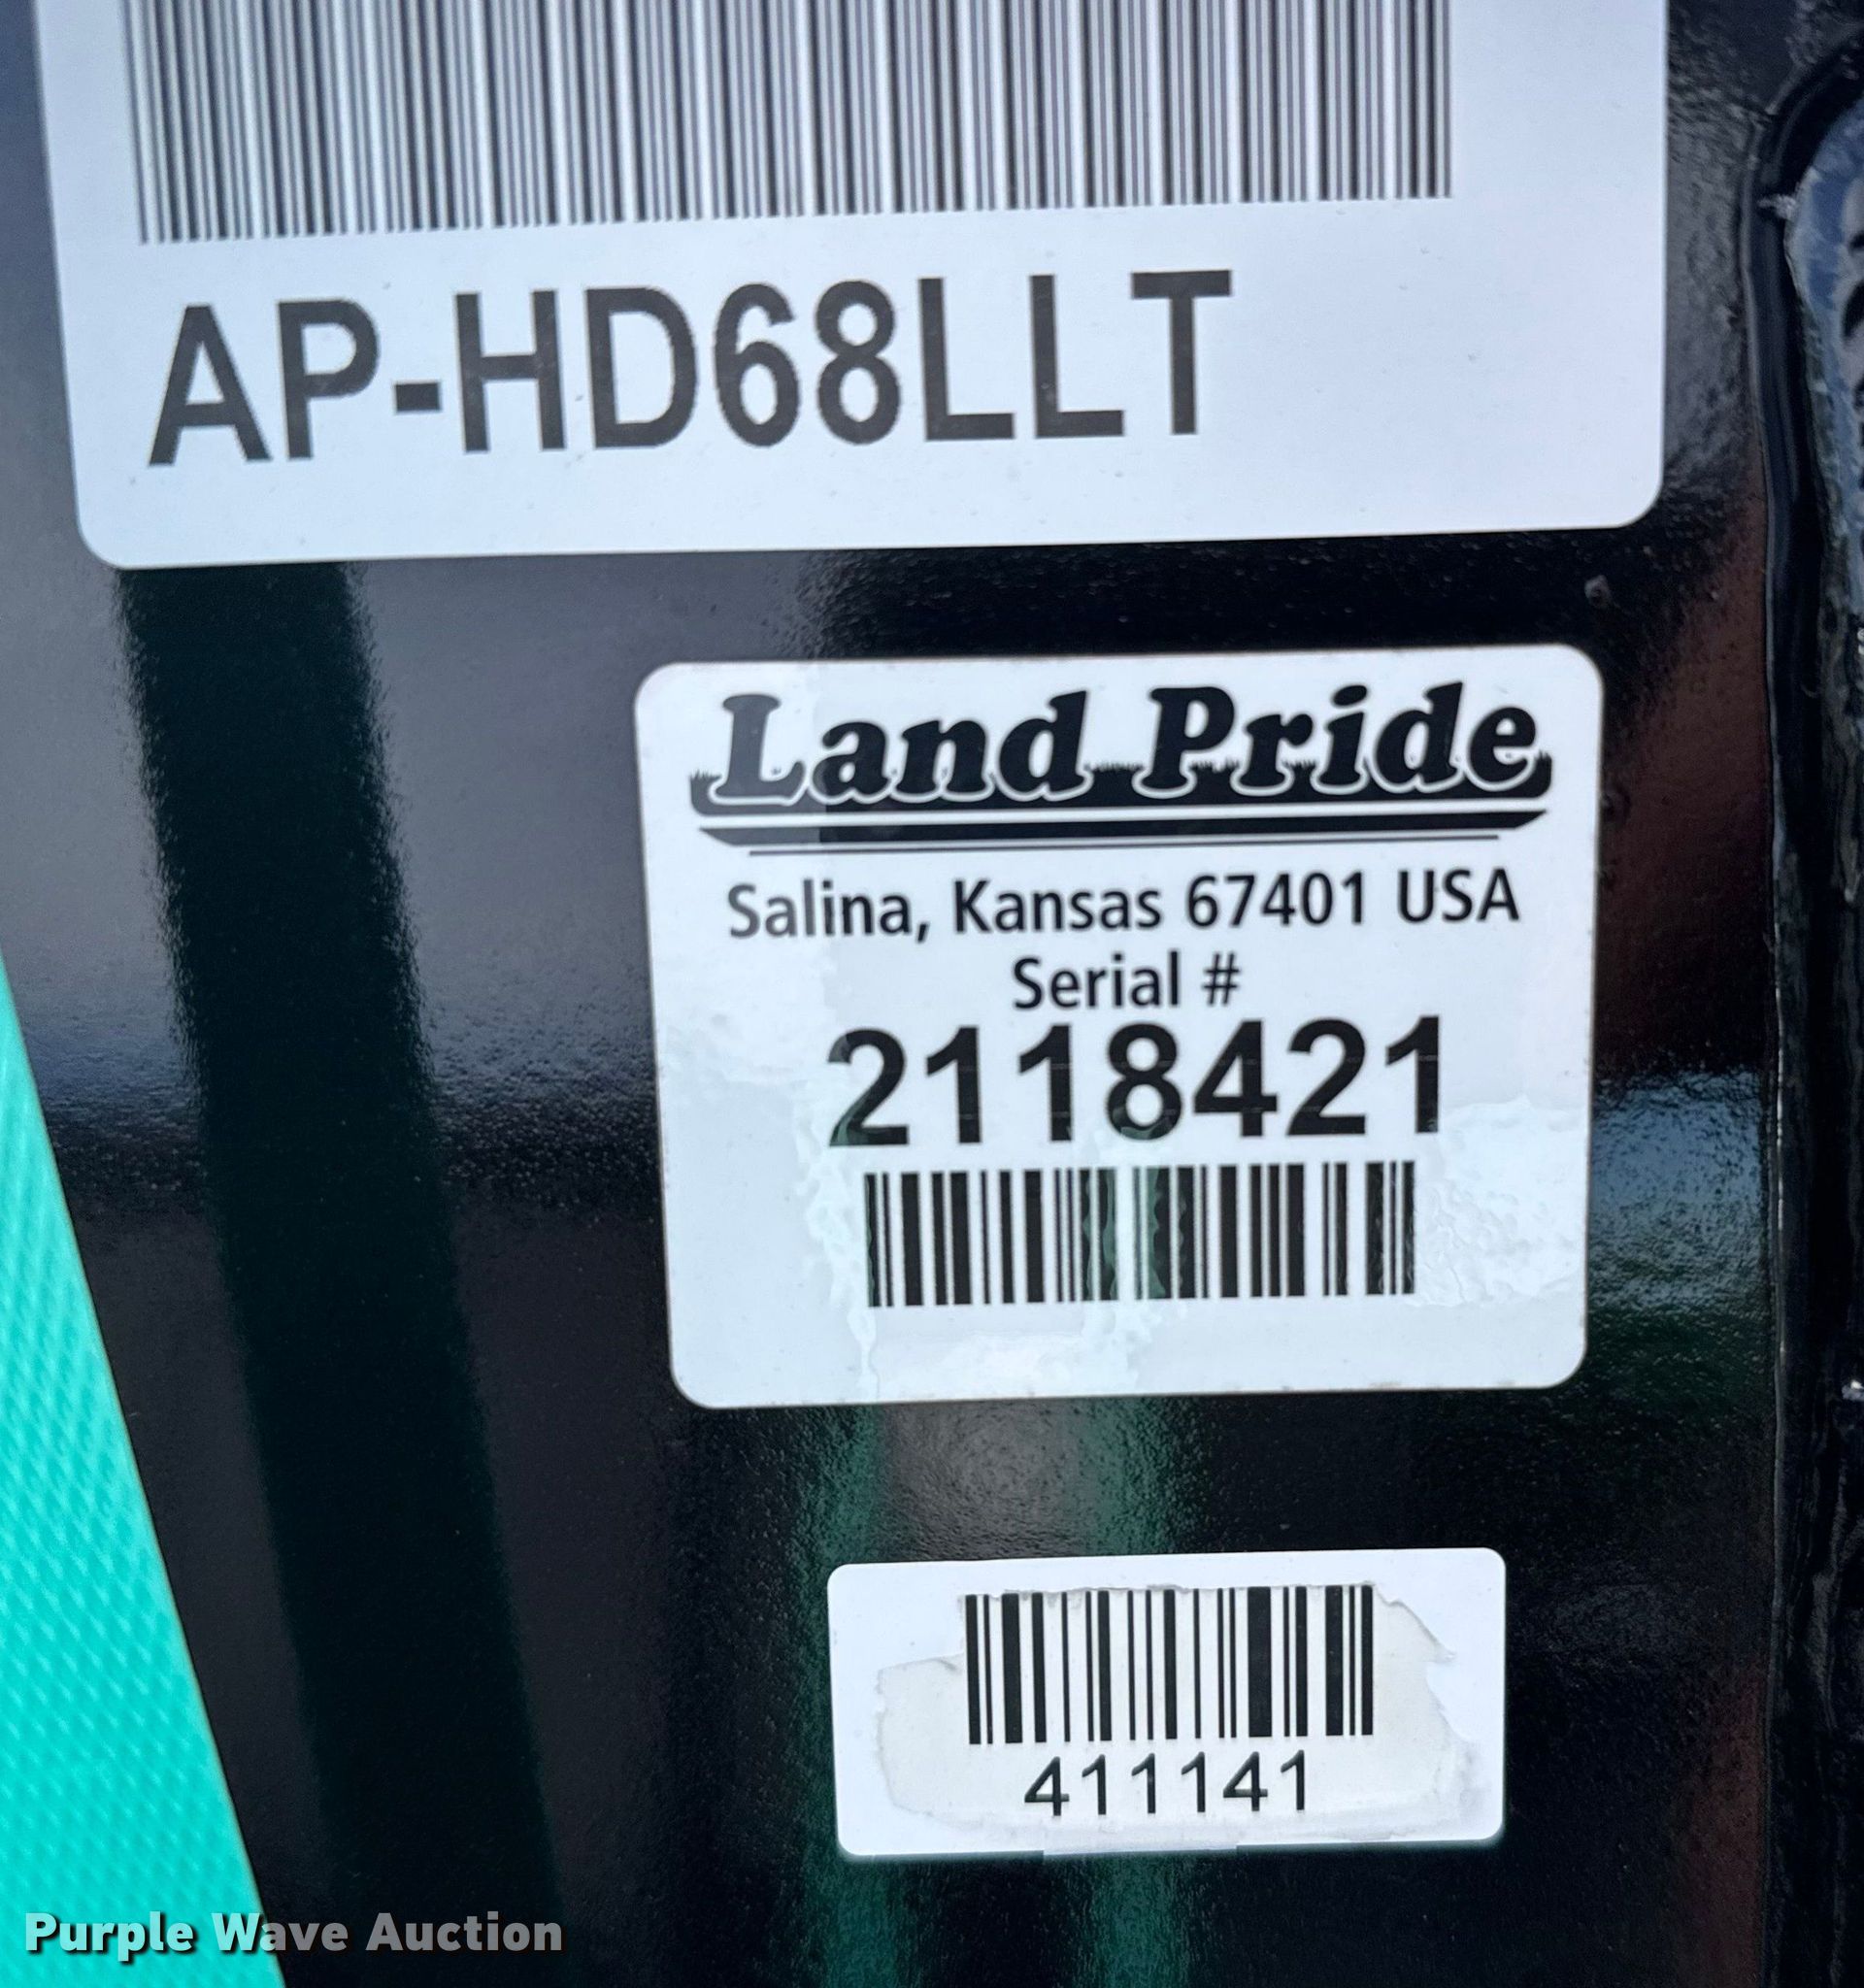 AP-HD68LLT
Land Pride
Salina, Kansas 67401 USA
Serial #
2118421
411141
Purple Wave Auction